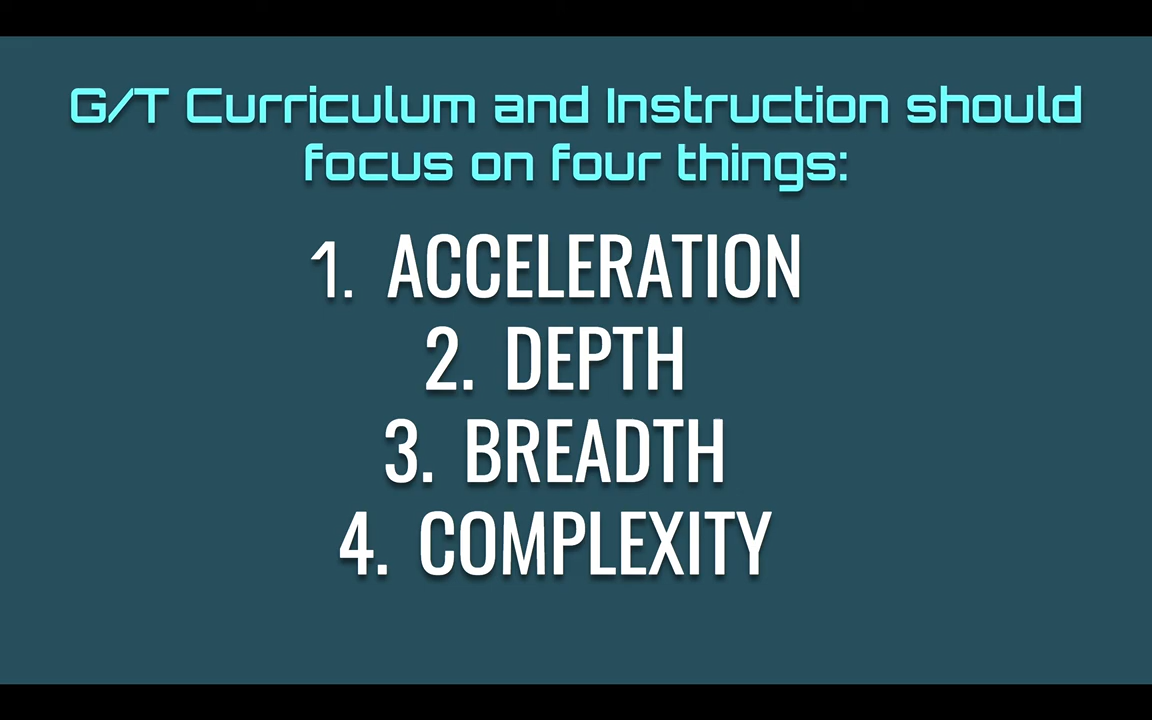 G/T Curriculum and Instruction should
focus on four things:
1. ACCELERATION
2. DEPTH
3. BREADTH
4. COMPLEXITY